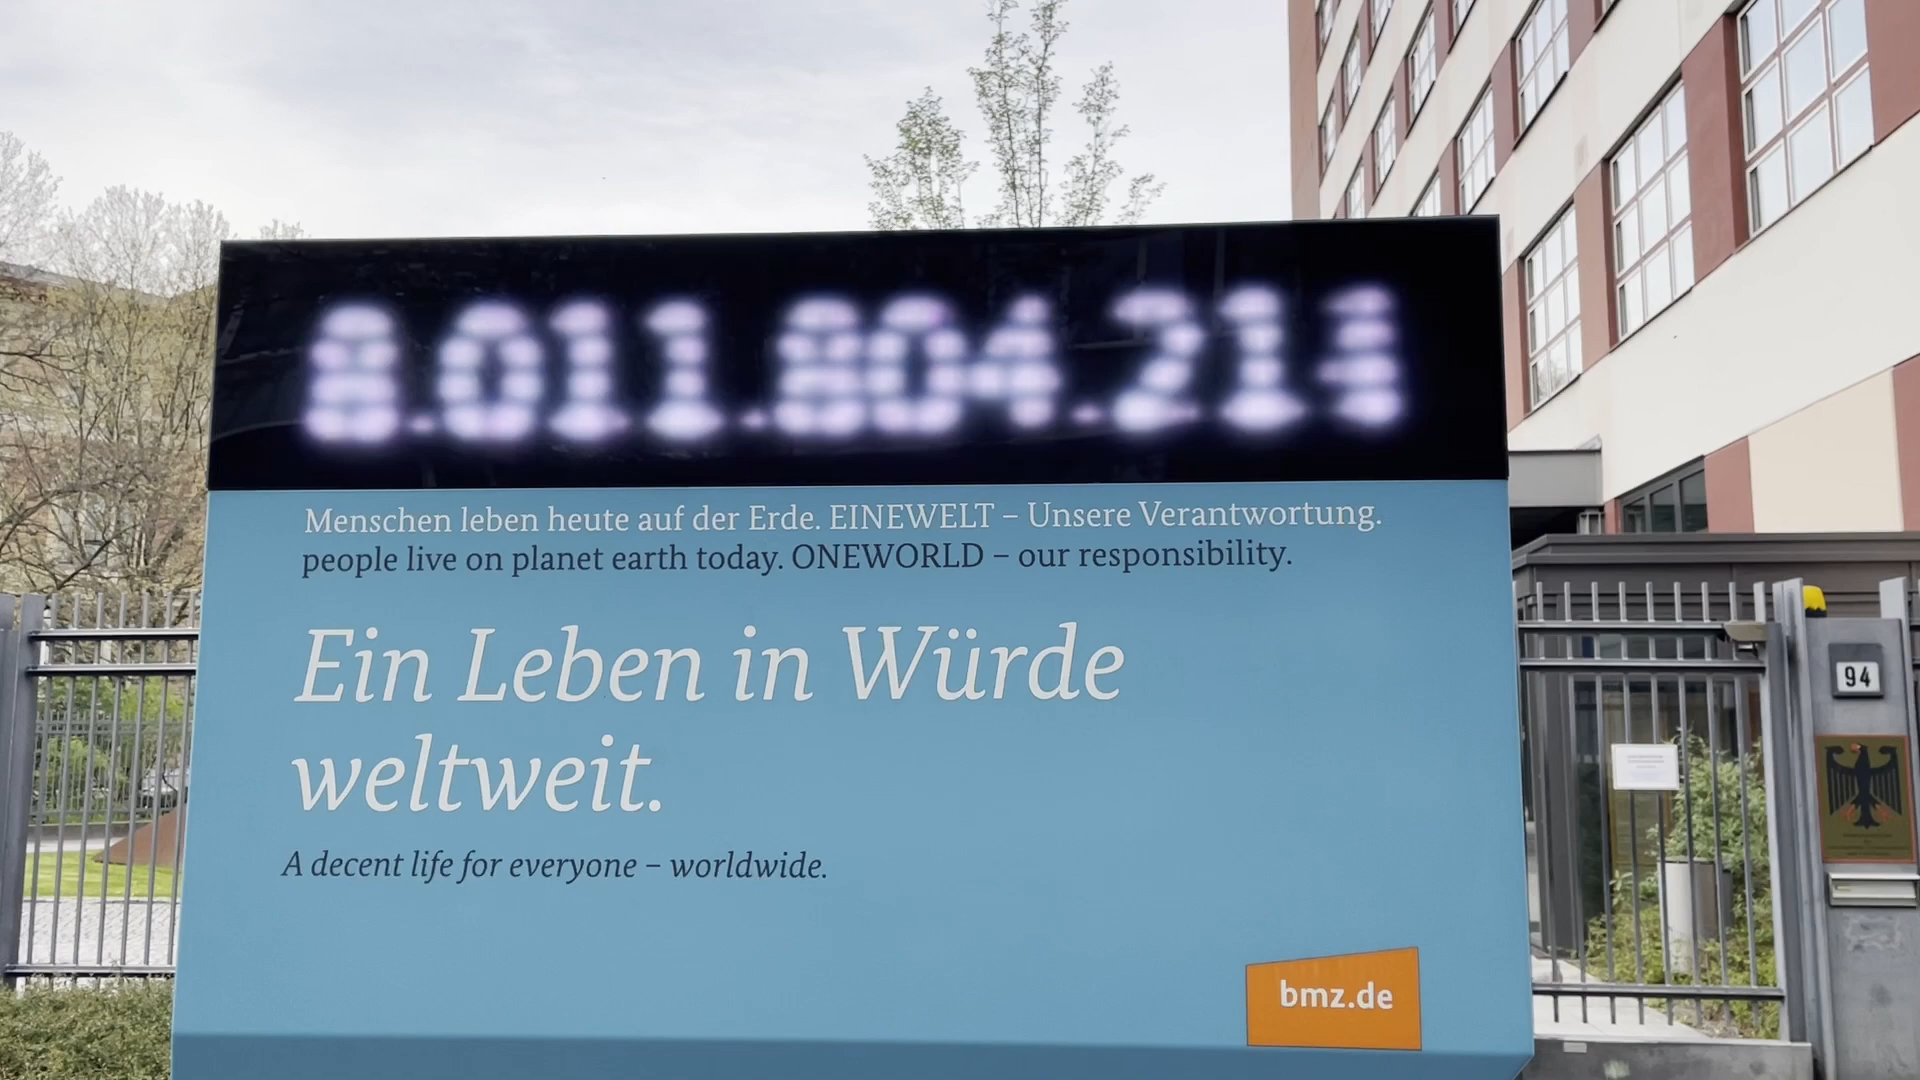 8.011.804.21
Menschen leben heute auf der Erde. EINEWELT – Unsere Verantwortung.
people live on planet earth today. ONEWORLD – our responsibility.
Ein Leben in Würde
weltweit.
A decent life for everyone – worldwide.
bmz.de
94